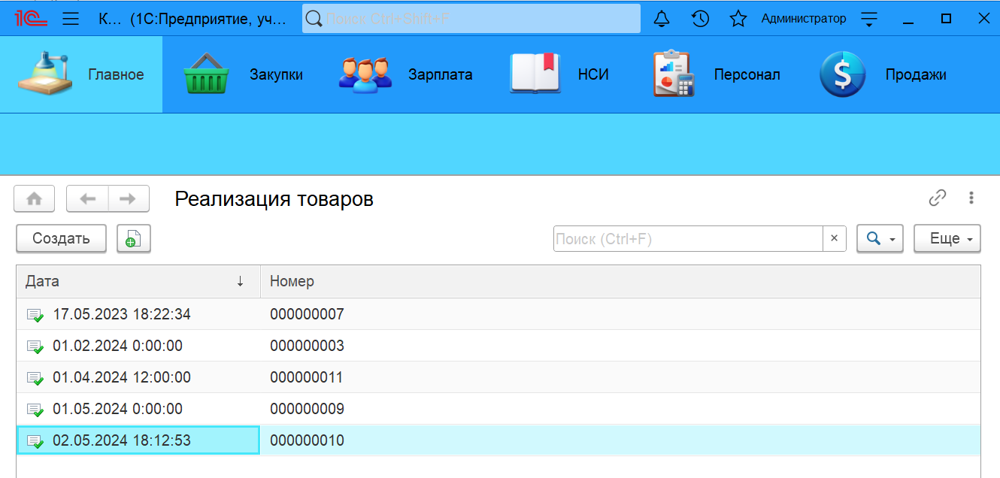 1С К... (1С:Предприятие, уч... Поиск Ctrl+Shift+F Администратор
Главное Закупки Зарплата НСИ Персонал Продажи
Реализация товаров
Создать Поиск (Ctrl+F) × Еще
Дата ↓ Номер
17.05.2023 18:22:34 000000007
01.02.2024 0:00:00 000000003
01.04.2024 12:00:00 000000011
01.05.2024 0:00:00 000000009
02.05.2024 18:12:53 000000010